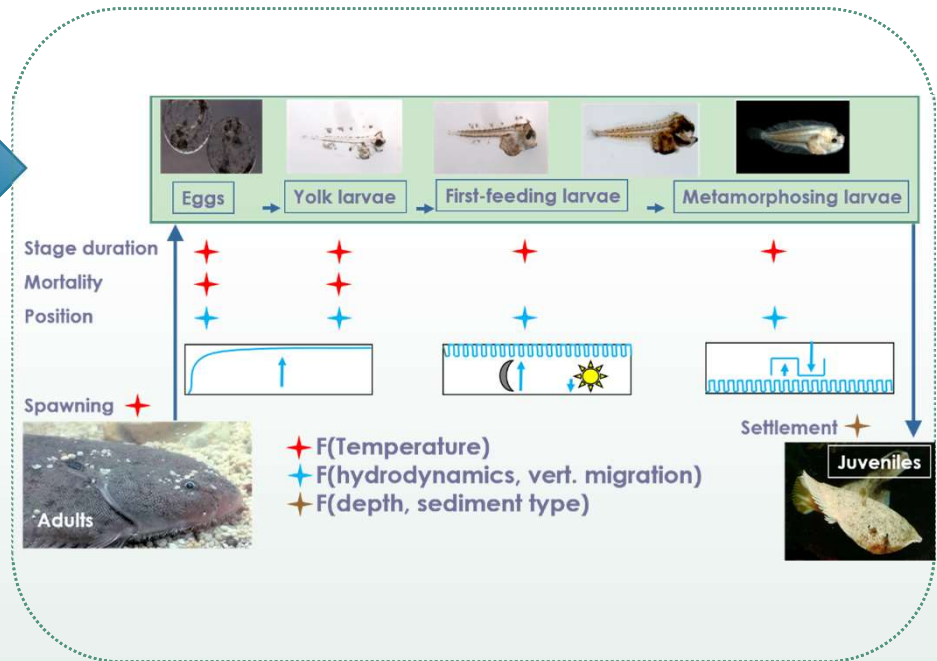 Eggs
Yolk larvae
First-feeding larvae
Metamorphosing larvae
Stage duration
Mortality
Position
Spawning
Settlement
F(Temperature)
F(hydrodynamics, vert. migration)
F(depth, sediment type)
Adults
Juveniles